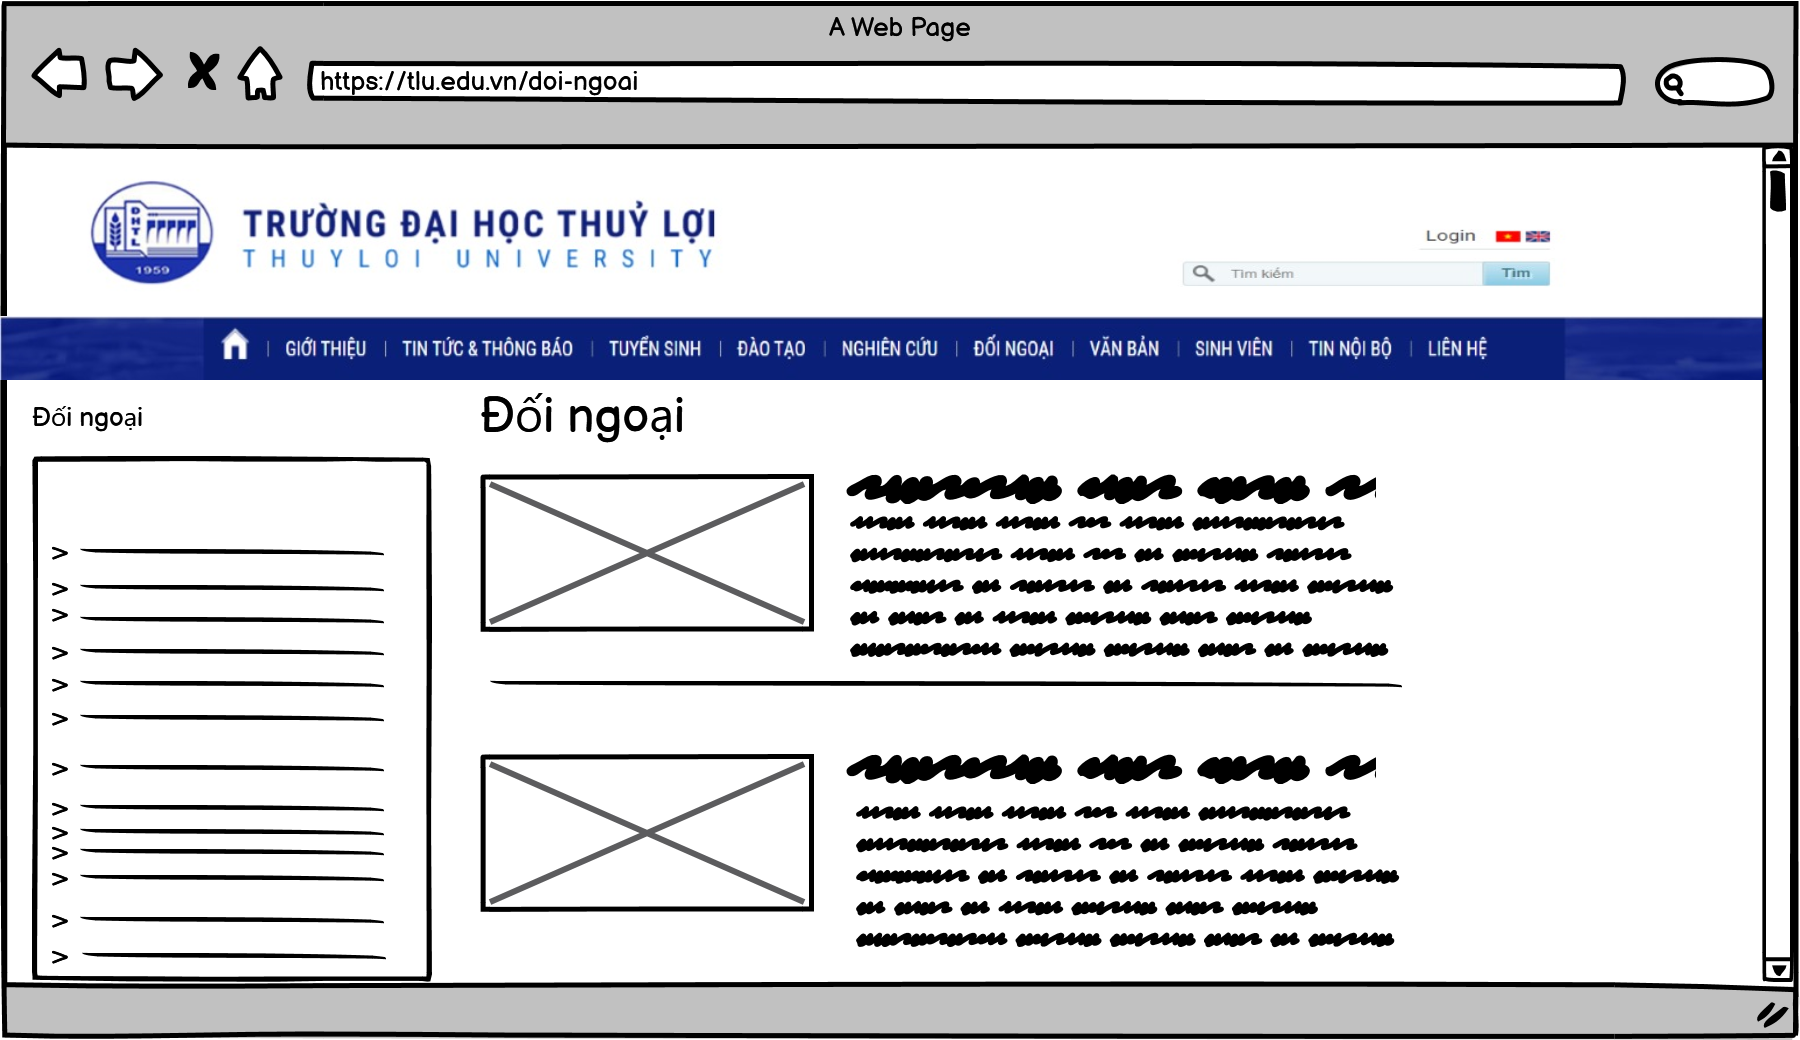 A Web Page
https://tlu.edu.vn/doi-ngoai
DHTL
1959
TRƯỜNG ĐẠI HỌC THUỶ LỢI
THUYLOI UNIVERSITY
Login
Tìm kiếm
Tìm
GIỚI THIỆU | TIN TỨC & THÔNG BÁO | TUYỂN SINH | ĐÀO TẠO | NGHIÊN CỨU | ĐỐI NGOẠI | VĂN BẢN | SINH VIÊN | TIN NỘI BỘ | LIÊN HỆ
Đối ngoại
Đối ngoại
>
>
>
>
>
>
>
>
>
>
>
>
>